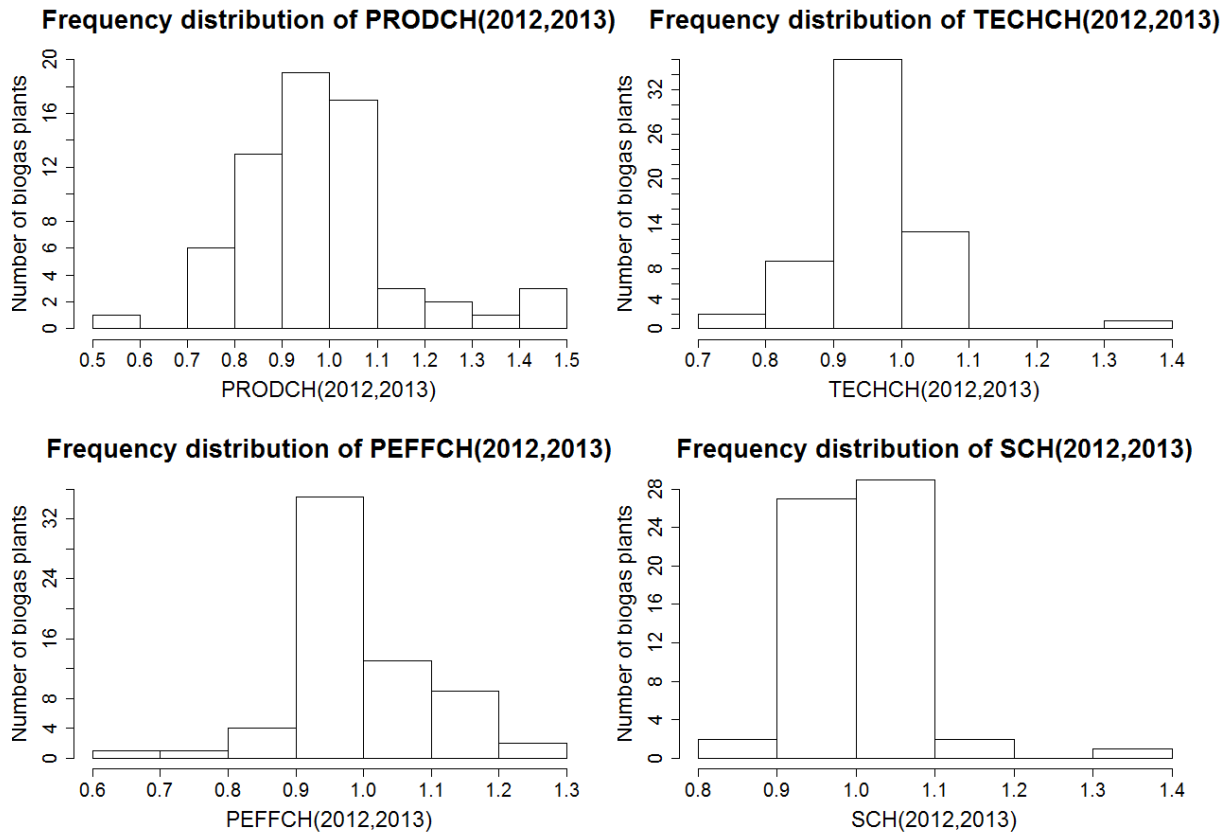 Frequency distribution of PRODCH(2012,2013)
Number of biogas plants
0 2 4 6 8 12 16 20
0.5 0.6 0.7 0.8 0.9 1.0 1.1 1.2 1.3 1.4 1.5
PRODCH(2012,2013)
Frequency distribution of TECHCH(2012,2013)
Number of biogas plants
0 4 8 14 20 26 32
0.7 0.8 0.9 1.0 1.1 1.2 1.3 1.4
TECHCH(2012,2013)
Frequency distribution of PEFFCH(2012,2013)
Number of biogas plants
0 4 8 16 24 32
0.6 0.7 0.8 0.9 1.0 1.1 1.2 1.3
PEFFCH(2012,2013)
Frequency distribution of SCH(2012,2013)
Number of biogas plants
0 4 8 12 16 20 24 28
0.8 0.9 1.0 1.1 1.2 1.3 1.4
SCH(2012,2013)